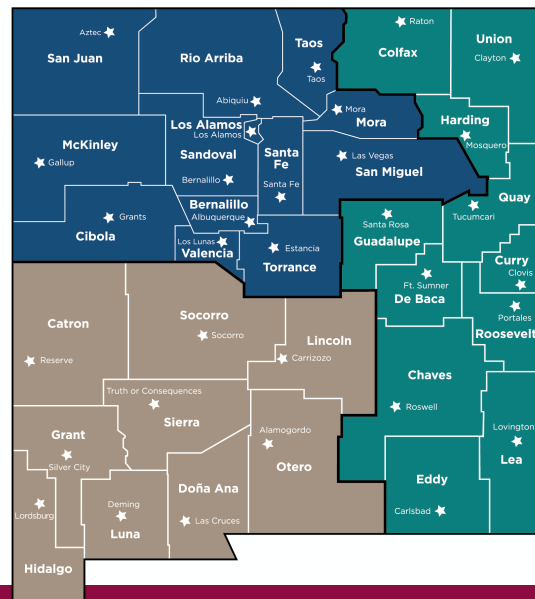 Aztec
San Juan
Rio Arriba
Abiquiu
Taos
Taos
Raton
Colfax
Union
Clayton
McKinley
Gallup
Los Alamos
Los Alamos
Sandoval
Bernalillo
Santa
Fe
Santa Fe
Mora
Mora
Las Vegas
San Miguel
Harding
Mosquero
Quay
Tucumcari
Grants
Cibola
Bernalillo
Albuquerque
Los Lunas
Valencia
Estancia
Torrance
Santa Rosa
Guadalupe
Curry
Clovis
Ft. Sumner
De Baca
Portales
Roosevelt
Catron
Reserve
Socorro
Socorro
Lincoln
Carrizozo
Chaves
Roswell
Truth or Consequences
Sierra
Grant
Silver City
Alamogordo
Otero
Lovington
Lea
Lordsburg
Hidalgo
Deming
Luna
Doña Ana
Las Cruces
Eddy
Carlsbad